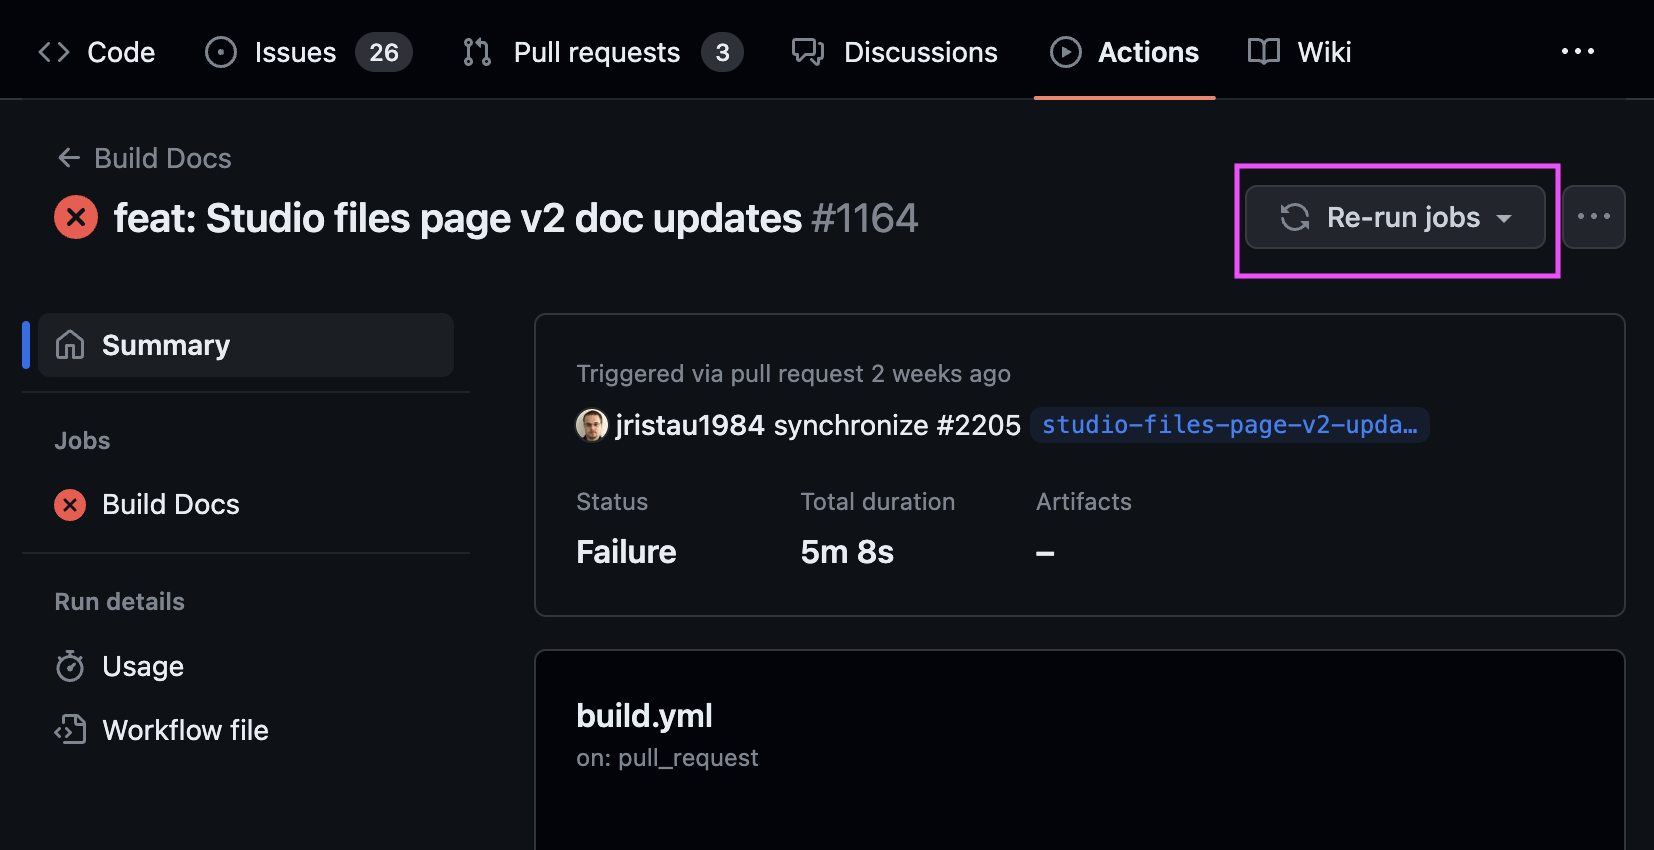 Code Issues 26 Pull requests 3 Discussions Actions Wiki
Build Docs
feat: Studio files page v2 doc updates #1164
Re-run jobs
Summary
Jobs
Build Docs
Run details
Usage
Workflow file
Triggered via pull request 2 weeks ago
jristau1984 synchronize #2205 studio-files-page-v2-upda…
Status Total duration Artifacts
Failure 5m 8s –
build.yml
on: pull_request